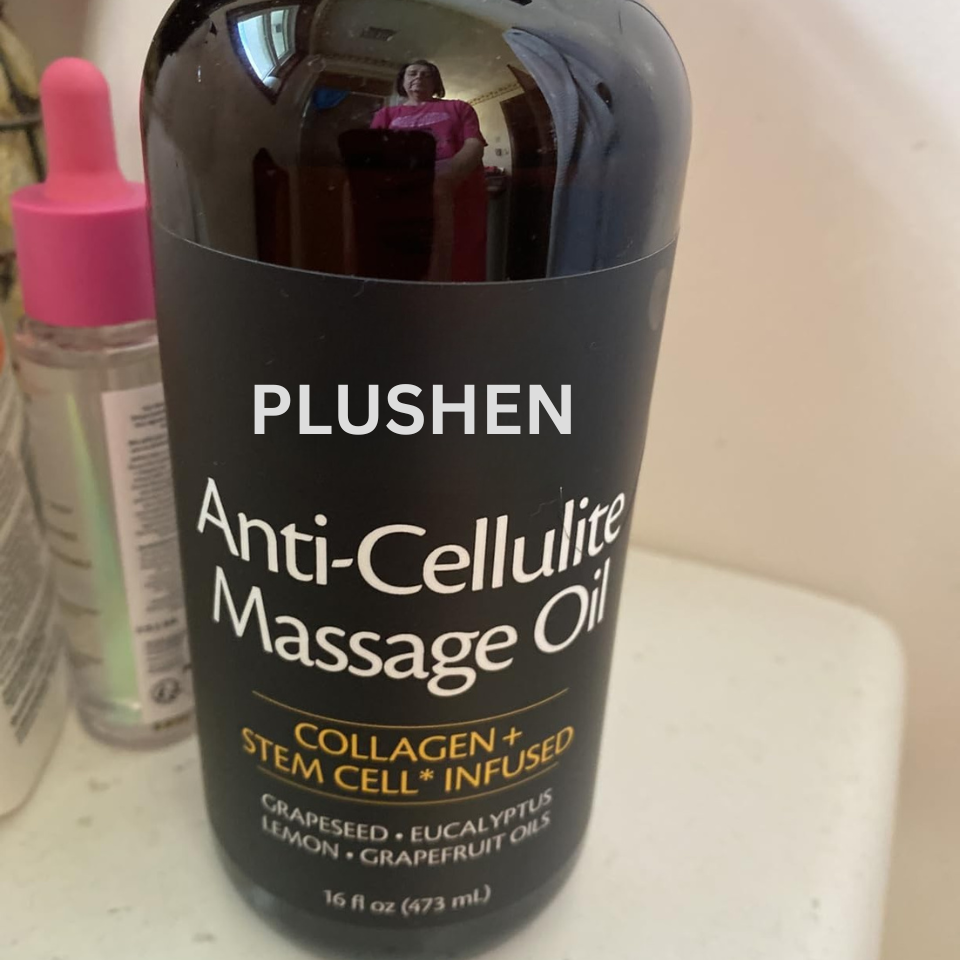 PLUSHEN
Anti-Cellulite
Massage Oil
COLLAGEN +
STEM CELL* INFUSED
GRAPESEED • EUCALYPTUS
LEMON • GRAPEFRUIT OILS
16 fl oz (473 mL)